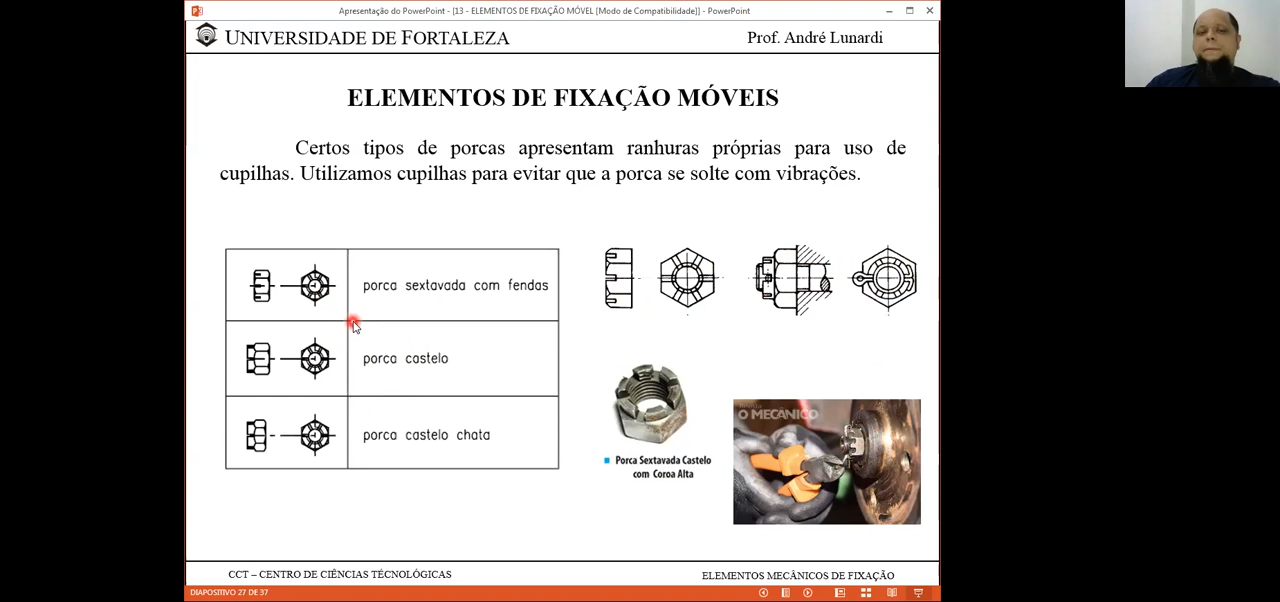 Apresentação do PowerPoint - [13 - ELEMENTOS DE FIXAÇÃO MÓVEL [Modo de Compatibilidade]] - PowerPoint
UNIVERSIDADE DE FORTALEZA
Prof. André Lunardi
ELEMENTOS DE FIXAÇÃO MÓVEIS
Certos tipos de porcas apresentam ranhuras próprias para uso de
cupilhas. Utilizamos cupilhas para evitar que a porca se solte com vibrações.
porca sextavada com fendas
porca castelo
porca castelo chata
Porca Sextavada Castelo
com Coroa Alta
O MECÂNICO
CCT – CENTRO DE CIÊNCIAS TÉCNOLÓGICAS
ELEMENTOS MECÂNICOS DE FIXAÇÃO
DIAPOSITIVO 27 DE 37